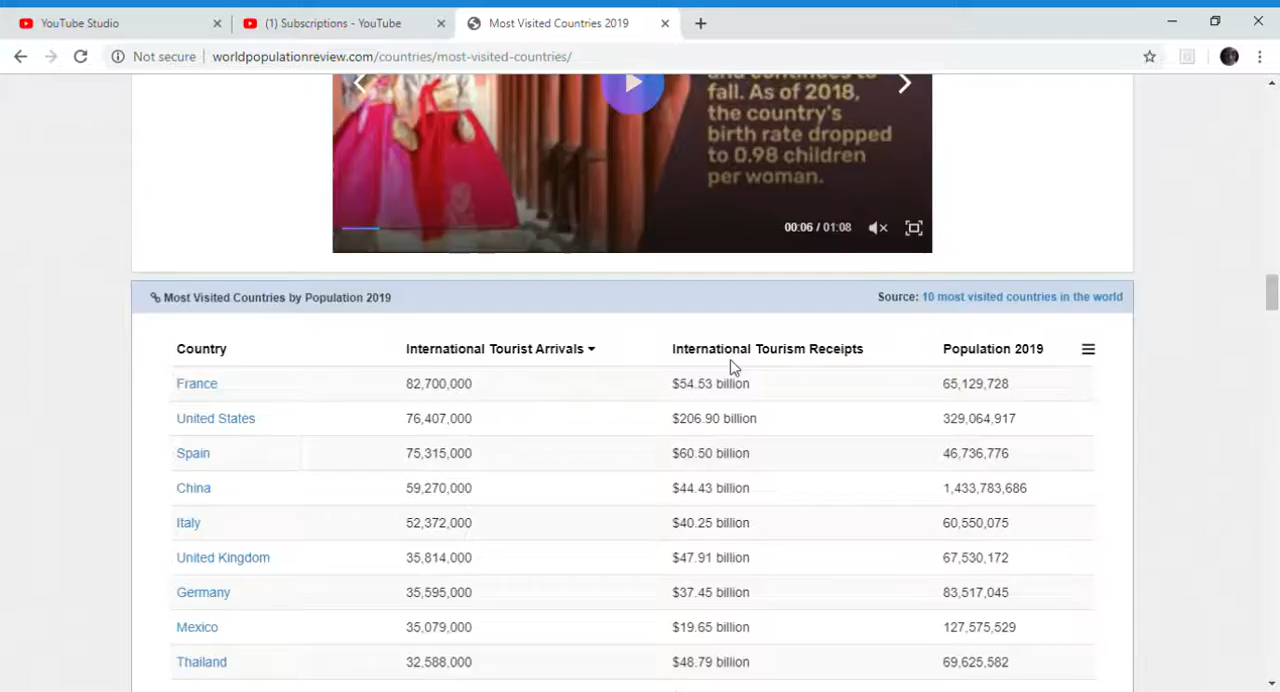 YouTube Studio
(1) Subscriptions - YouTube
Most Visited Countries 2019
Not secure worldpopulationreview.com/countries/most-visited-countries/
and continues to
fall. As of 2018,
the country's
birth rate dropped
to 0.98 children
per woman.
00:06 / 01:08
Most Visited Countries by Population 2019 Source: 10 most visited countries in the world
Country International Tourist Arrivals International Tourism Receipts Population 2019
France 82,700,000 $54.53 billion 65,129,728
United States 76,407,000 $206.90 billion 329,064,917
Spain 75,315,000 $60.50 billion 46,736,776
China 59,270,000 $44.43 billion 1,433,783,686
Italy 52,372,000 $40.25 billion 60,550,075
United Kingdom 35,814,000 $47.91 billion 67,530,172
Germany 35,595,000 $37.45 billion 83,517,045
Mexico 35,079,000 $19.65 billion 127,575,529
Thailand 32,588,000 $48.79 billion 69,625,582